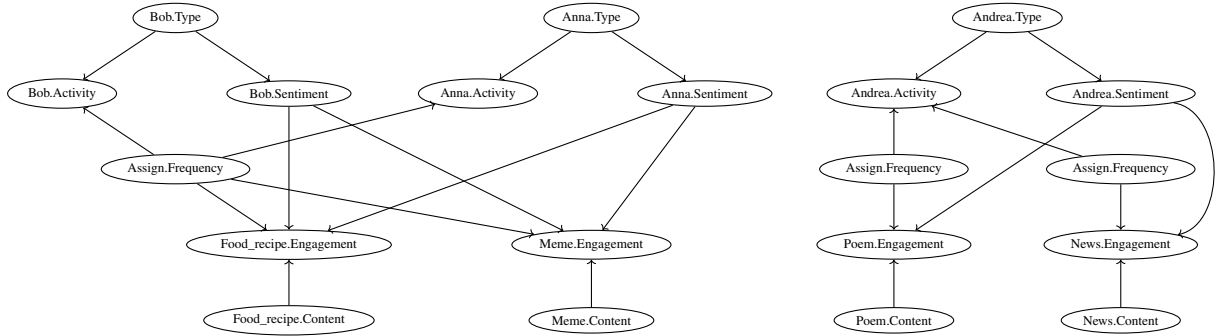 Bob.Type Anna.Type Andrea.Type
Bob.Activity Bob.Sentiment Anna.Activity Anna.Sentiment Andrea.Activity Andrea.Sentiment
Assign.Frequency Assign.Frequency Assign.Frequency
Food_recipe.Engagement Meme.Engagement Poem.Engagement News.Engagement
Food_recipe.Content Meme.Content Poem.Content News.Content